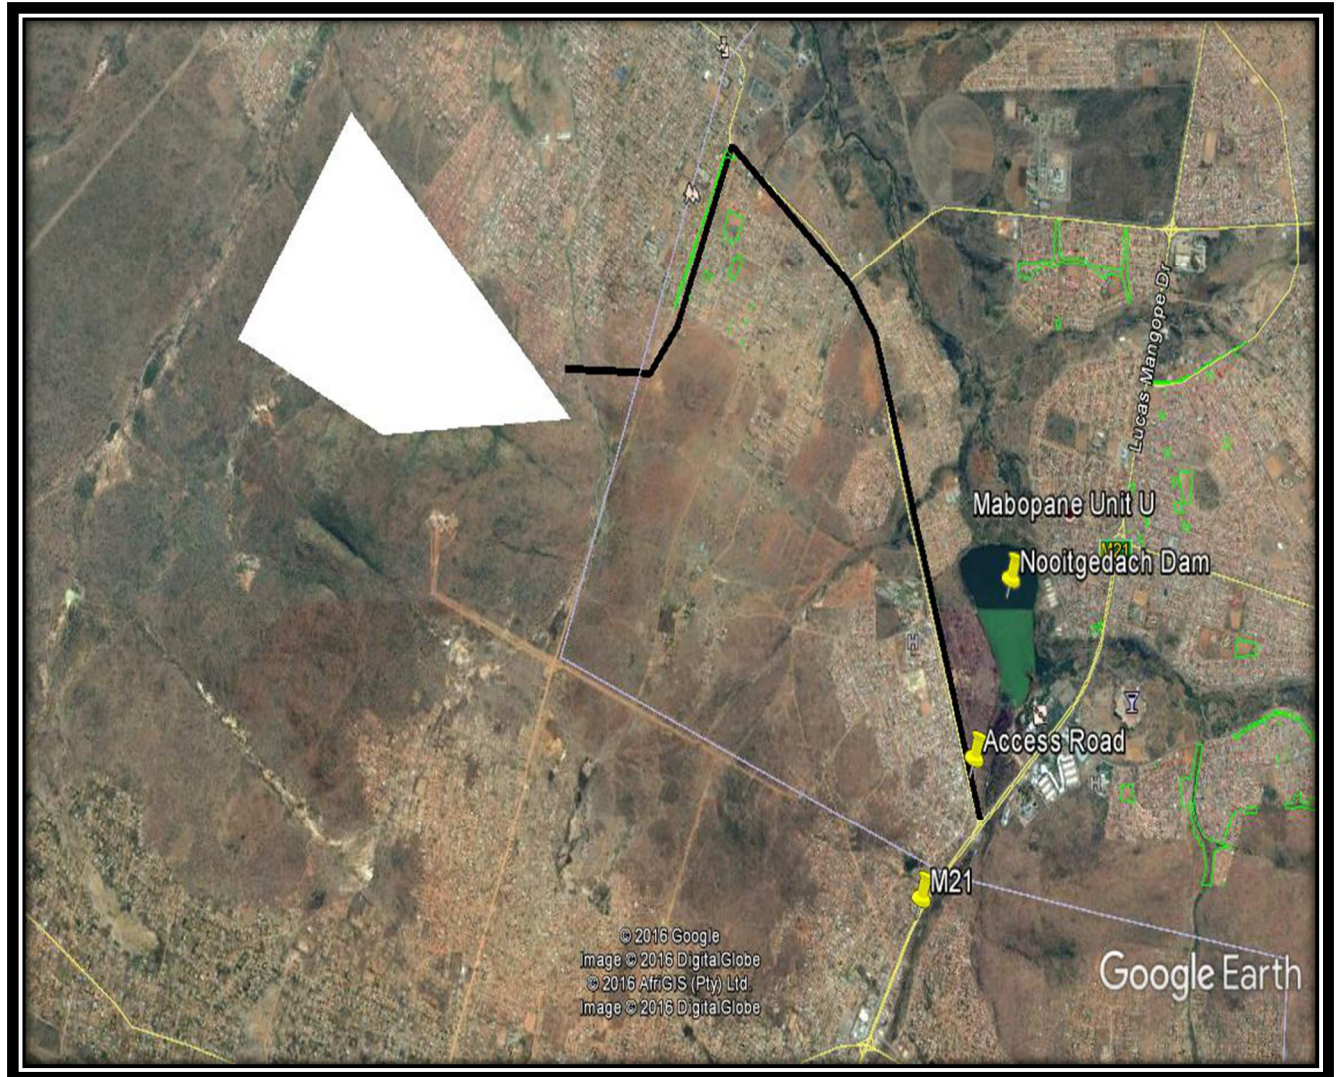 Lucas Mangope Dr
Mabopane Unit U
M21
Nooitgedach Dam
H
Access Road
M21
© 2016 Google
Image © 2016 DigitalGlobe
© 2016 AfriGIS (Pty) Ltd.
Image © 2016 DigitalGlobe
Google Earth